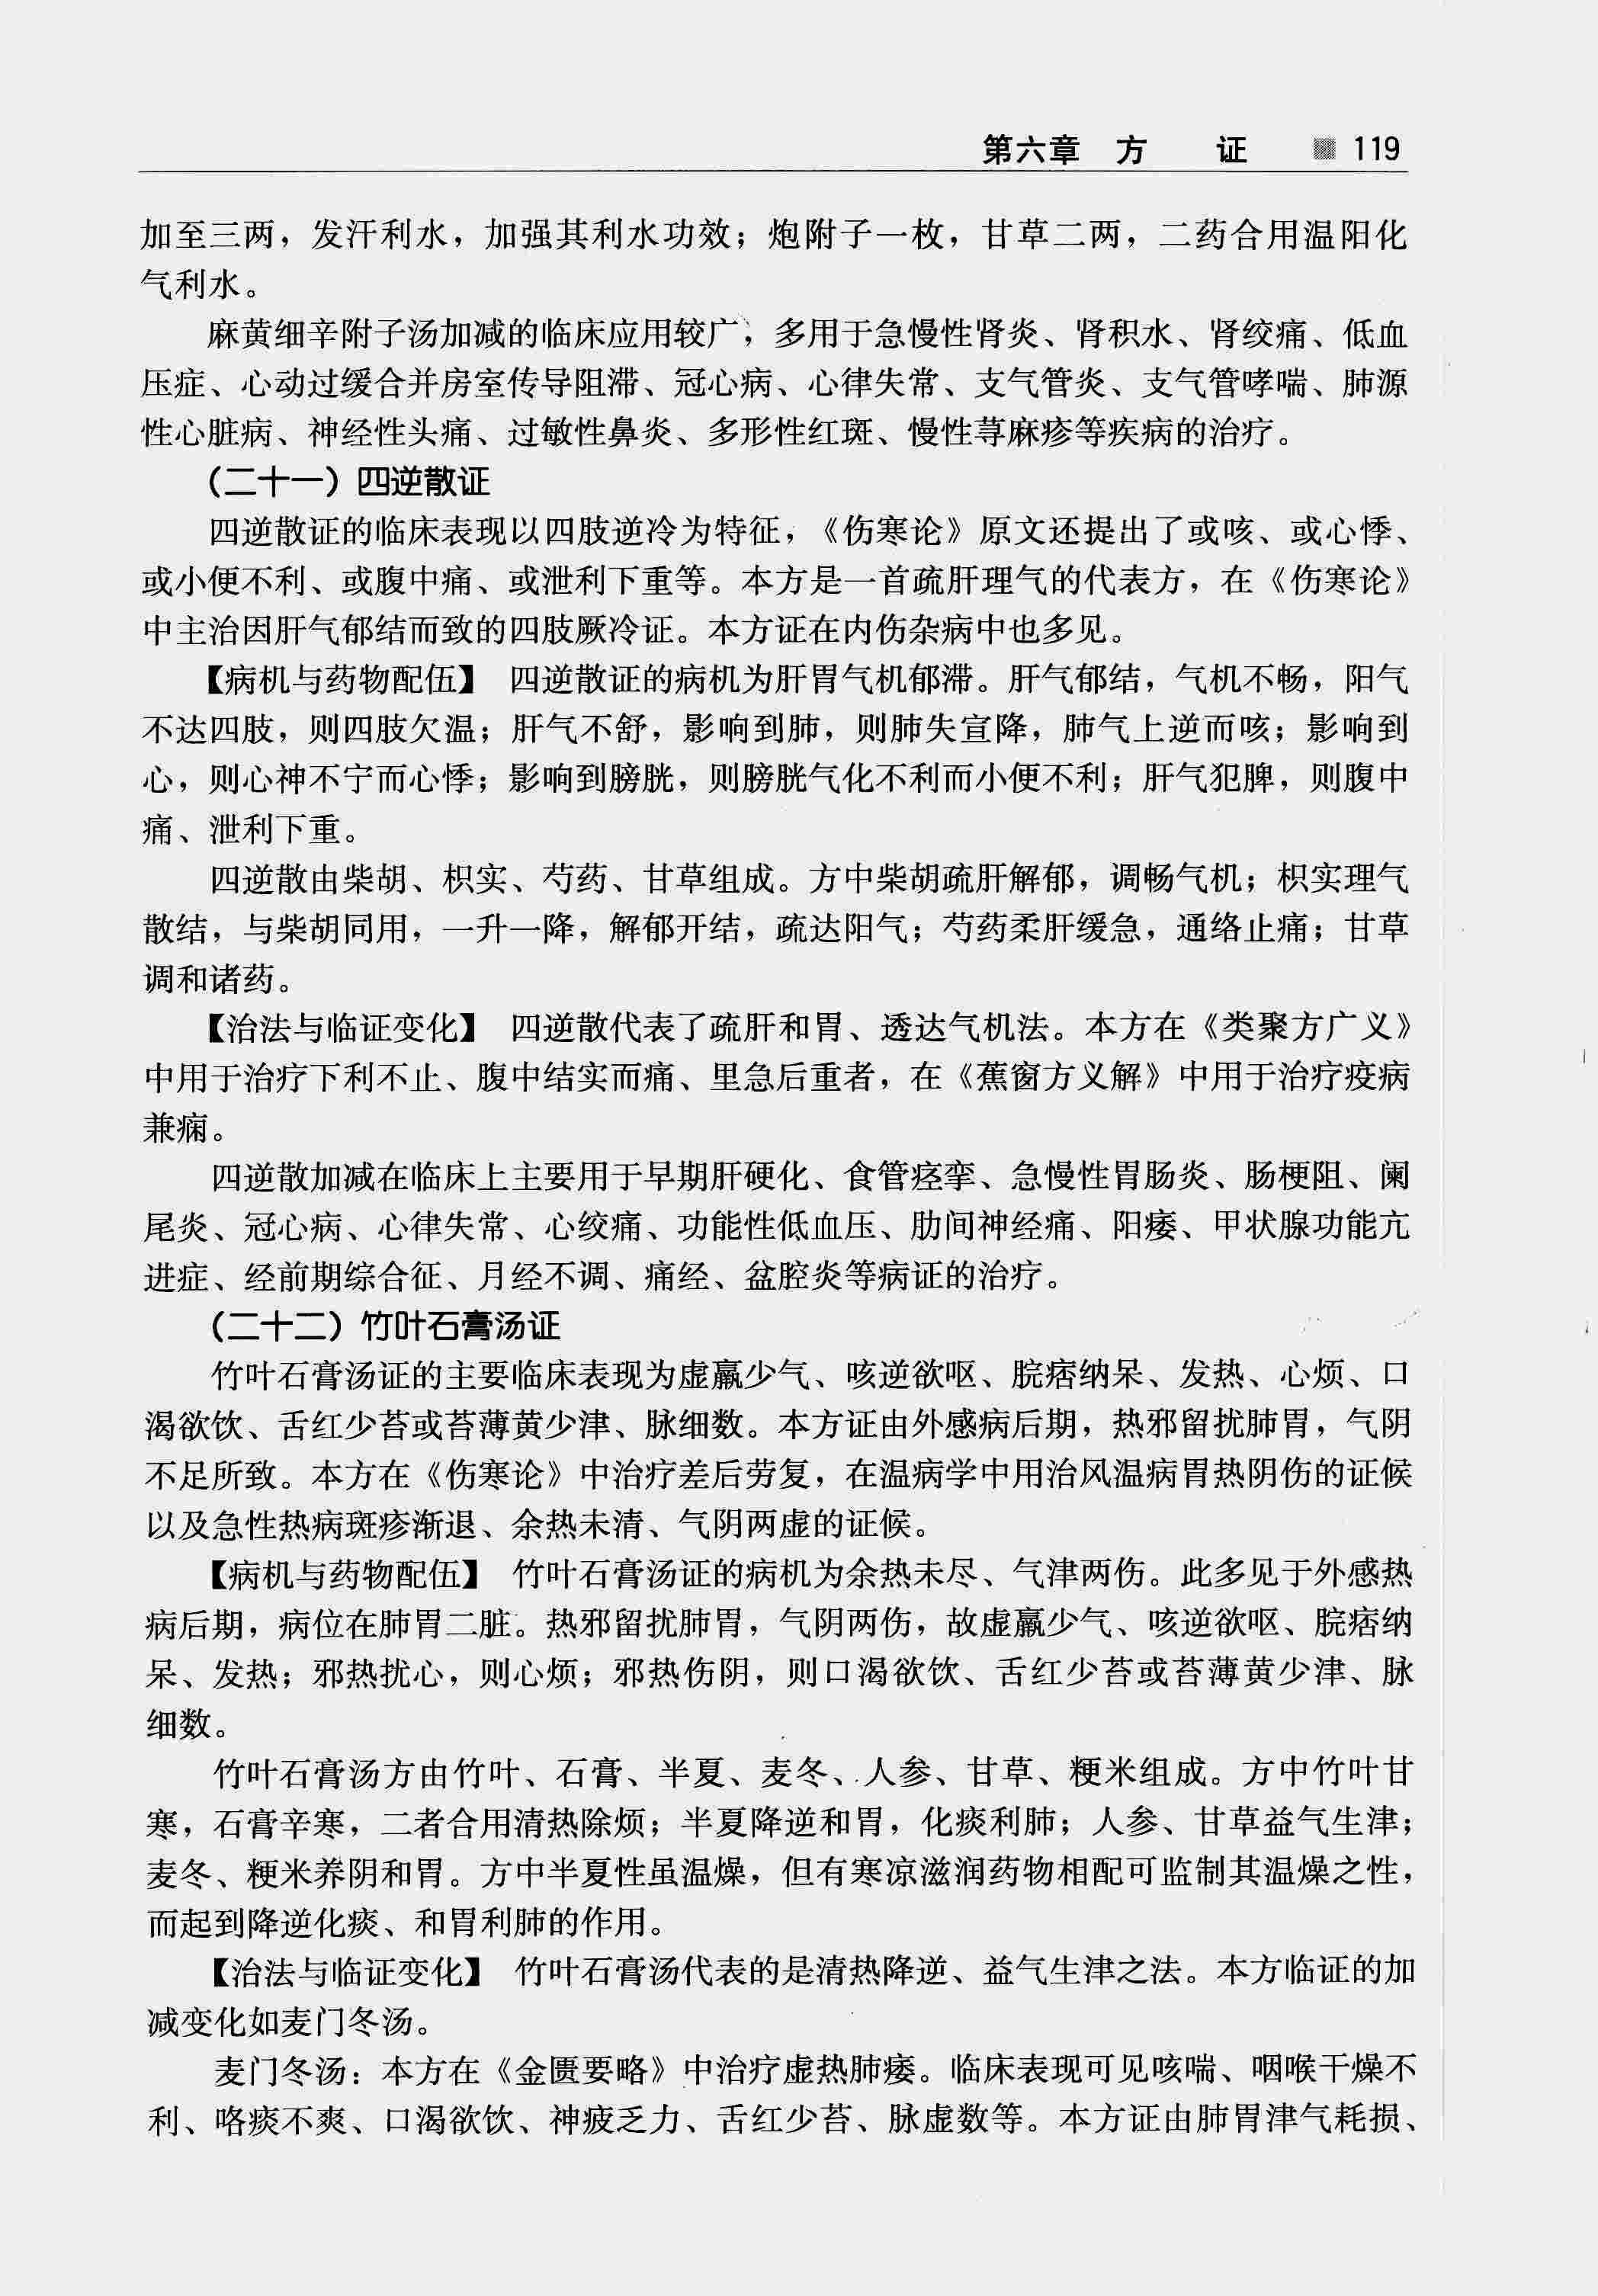 第六章 方 证 119
加至三两，发汗利水，加强其利水功效；炮附子一枚，甘草二两，二药合用温阳化
气利水。
麻黄细辛附子汤加减的临床应用较广，多用于急慢性肾炎、肾积水、肾绞痛、低血
压症、心动过缓合并房室传导阻滞、冠心病、心律失常、支气管炎、支气管哮喘、肺源
性心脏病、神经性头痛、过敏性鼻炎、多形性红斑、慢性荨麻疹等疾病的治疗。
（二十一）四逆散证
四逆散证的临床表现以四肢逆冷为特征，《伤寒论》原文还提出了或咳、或心悸、
或小便不利、或腹中痛、或泄利下重等。本方是一首疏肝理气的代表方，在《伤寒论》
中主治因肝气郁结而致的四肢厥冷证。本方证在内伤杂病中也多见。
【病机与药物配伍】 四逆散证的病机为肝胃气机郁滞。肝气郁结，气机不畅，阳气
不达四肢，则四肢欠温；肝气不舒，影响到肺，则肺失宣降，肺气上逆而咳；影响到
心，则心神不宁而心悸；影响到膀胱，则膀胱气化不利而小便不利；肝气犯脾，则腹中
痛、泄利下重。
四逆散由柴胡、枳实、芍药、甘草组成。方中柴胡疏肝解郁，调畅气机；枳实理气
散结，与柴胡同用，一升一降，解郁开结，疏达阳气；芍药柔肝缓急，通络止痛；甘草
调和诸药。
【治法与临证变化】 四逆散代表了疏肝和胃、透达气机法。本方在《类聚方广义》
中用于治疗下利不止、腹中结实而痛、里急后重者，在《蕉窗方义解》中用于治疗疫病
兼痫。
四逆散加减在临床上主要用于早期肝硬化、食管痉挛、急慢性胃肠炎、肠梗阻、阑
尾炎、冠心病、心律失常、心绞痛、功能性低血压、肋间神经痛、阳痿、甲状腺功能亢
进症、经前期综合征、月经不调、痛经、盆腔炎等病证的治疗。
（二十二）竹叶石膏汤证
竹叶石膏汤证的主要临床表现为虚羸少气、咳逆欲呕、脘痞纳呆、发热、心烦、口
渴欲饮、舌红少苔或苔薄黄少津、脉细数。本方证由外感病后期，热邪留扰肺胃，气阴
不足所致。本方在《伤寒论》中治疗差后劳复，在温病学中用治风温病胃热阴伤的证候
以及急性热病斑疹渐退、余热未清、气阴两虚的证候。
【病机与药物配伍】 竹叶石膏汤证的病机为余热未尽、气津两伤。此多见于外感热
病后期，病位在肺胃二脏。热邪留扰肺胃，气阴两伤，故虚羸少气、咳逆欲呕、脘痞纳
呆、发热；邪热扰心，则心烦；邪热伤阴，则口渴欲饮、舌红少苔或苔薄黄少津、脉
细数。
竹叶石膏汤方由竹叶、石膏、半夏、麦冬、人参、甘草、粳米组成。方中竹叶甘
寒，石膏辛寒，二者合用清热除烦；半夏降逆和胃，化痰利肺；人参、甘草益气生津；
麦冬、粳米养阴和胃。方中半夏性虽温燥，但有寒凉滋润药物相配可监制其温燥之性，
而起到降逆化痰、和胃利肺的作用。
【治法与临证变化】 竹叶石膏汤代表的是清热降逆、益气生津之法。本方临证的加
减变化如麦门冬汤。
麦门冬汤：本方在《金匮要略》中治疗虚热肺痿。临床表现可见咳喘、咽喉干燥不
利、咯痰不爽、口渴欲饮、神疲乏力、舌红少苔、脉虚数等。本方证由肺胃津气耗损、